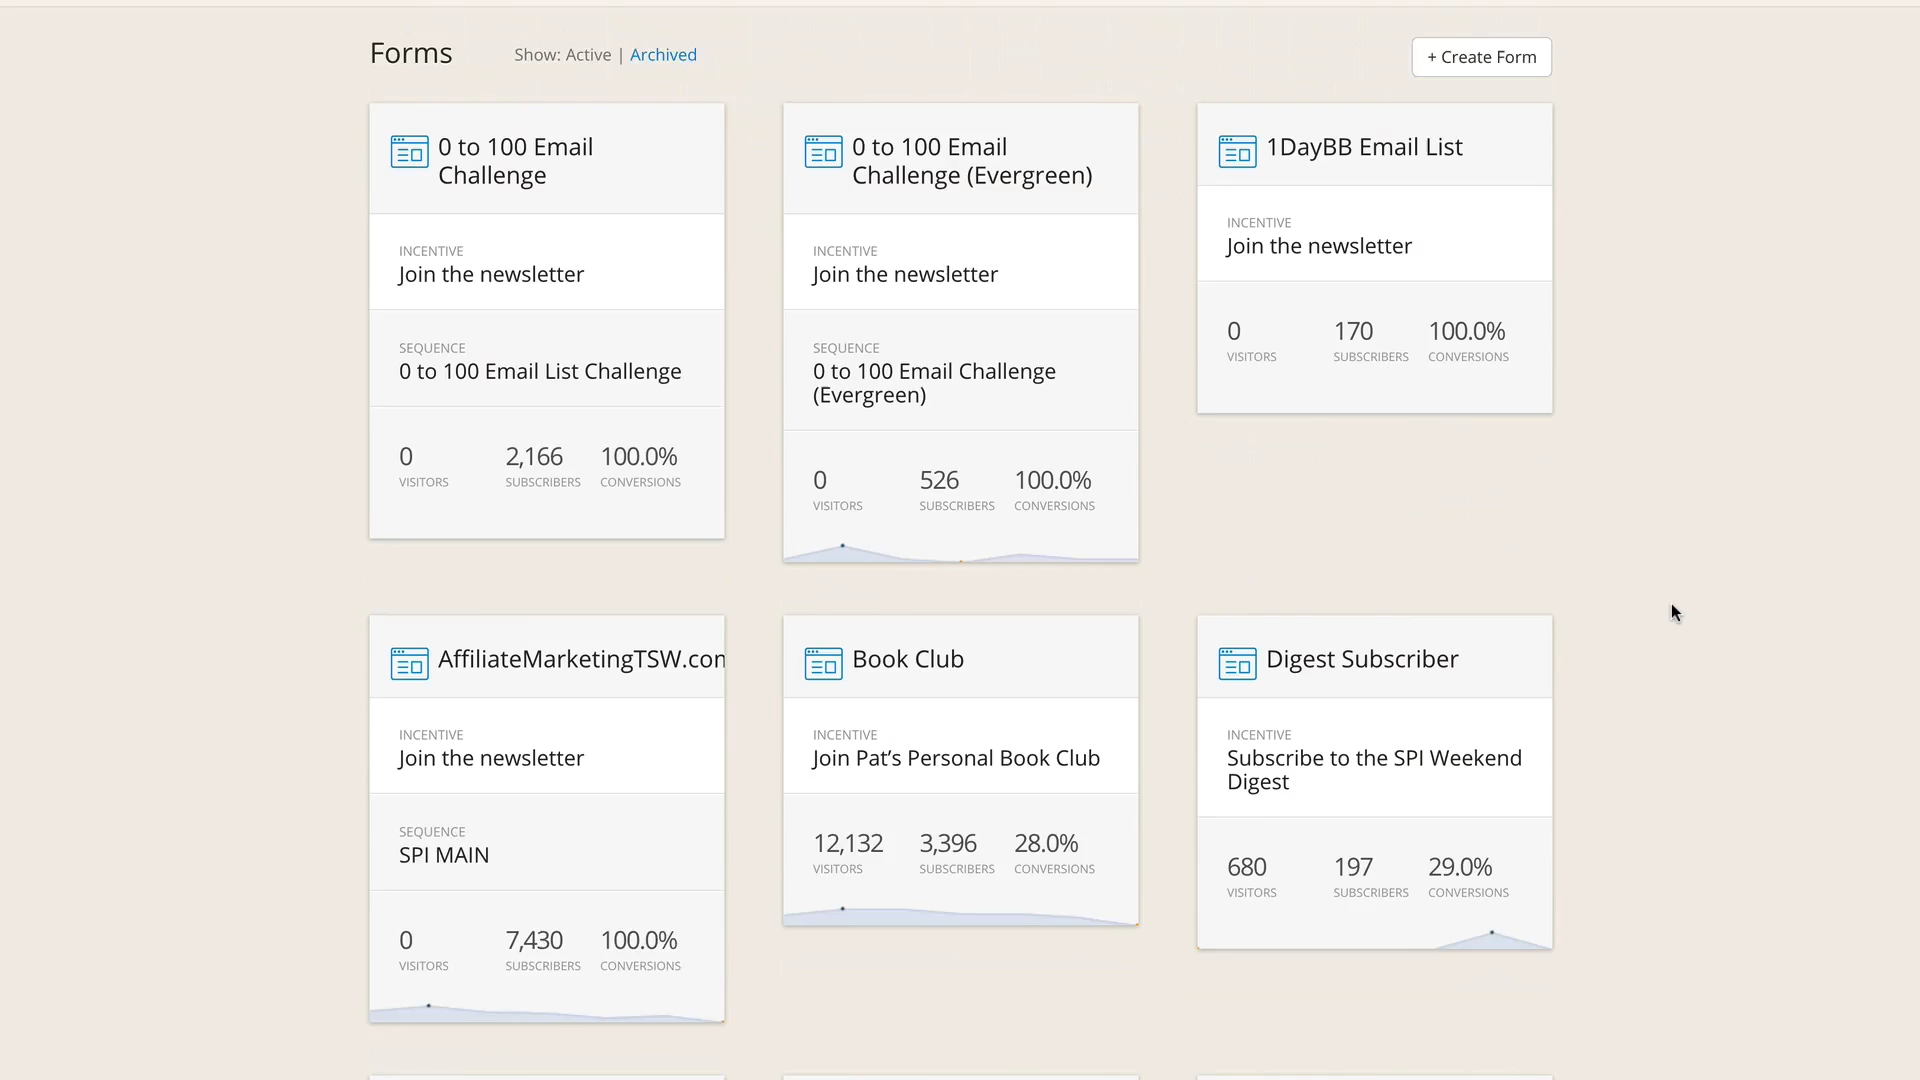 Forms
Show: Active | Archived
+ Create Form
0 to 100 Email
Challenge
INCENTIVE
Join the newsletter
SEQUENCE
0 to 100 Email List Challenge
0
VISITORS
2,166
SUBSCRIBERS
100.0%
CONVERSIONS
0 to 100 Email
Challenge (Evergreen)
INCENTIVE
Join the newsletter
SEQUENCE
0 to 100 Email Challenge
(Evergreen)
0
VISITORS
526
SUBSCRIBERS
100.0%
CONVERSIONS
1DayBB Email List
INCENTIVE
Join the newsletter
0
VISITORS
170
SUBSCRIBERS
100.0%
CONVERSIONS
AffiliateMarketingTSW.com
INCENTIVE
Join the newsletter
SEQUENCE
SPI MAIN
0
VISITORS
7,430
SUBSCRIBERS
100.0%
CONVERSIONS
Book Club
INCENTIVE
Join Pat’s Personal Book Club
12,132
VISITORS
3,396
SUBSCRIBERS
28.0%
CONVERSIONS
Digest Subscriber
INCENTIVE
Subscribe to the SPI Weekend
Digest
680
VISITORS
197
SUBSCRIBERS
29.0%
CONVERSIONS